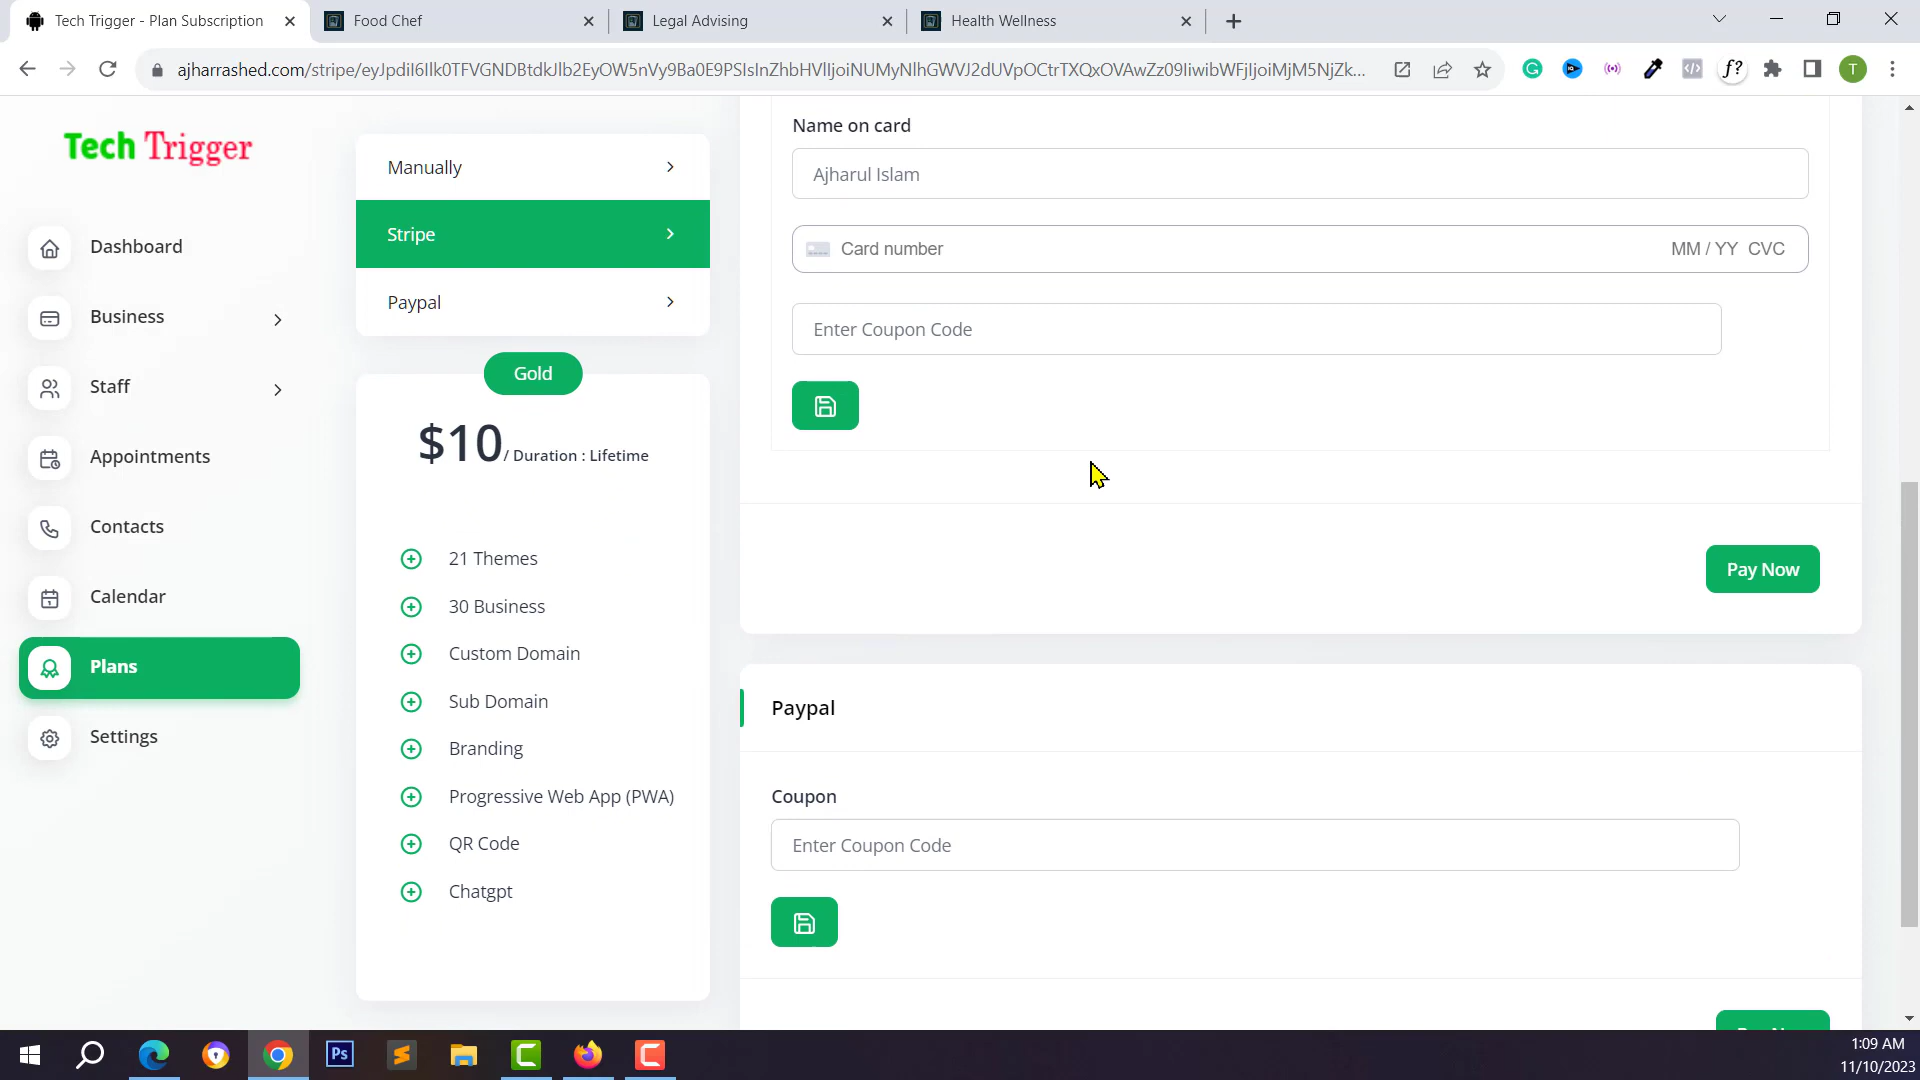 Tech Trigger - Plan Subscription
Food Chef
Legal Advising
Health Wellness
T
Tech Trigger
Dashboard
Business
Staff
Appointments
Contacts
Calendar
Plans
Settings
Manually
Stripe
Paypal
Gold
$10/ Duration : Lifetime
21 Themes
30 Business
Custom Domain
Sub Domain
Branding
Progressive Web App (PWA)
QR Code
Chatgpt
Name on card
Ajharul Islam
Card number MM / YY CVC
Enter Coupon Code
Pay Now
Paypal
Coupon
Enter Coupon Code
Ps
1:09 AM
11/10/2023